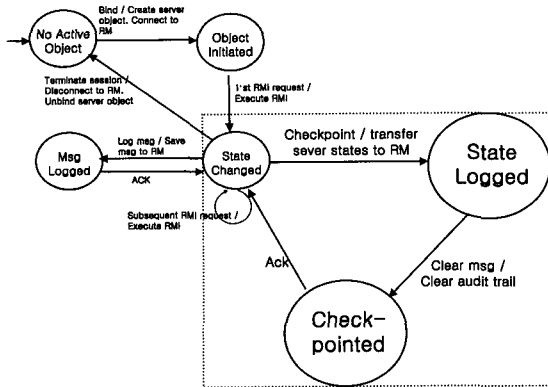 Bind / Create server
object. Connect to
RM
No Active
Object
Object
Initiated
Terminate session /
Disconnect to RM.
Unbind server object
1'st RMI request /
Execute RMI
Log msg / Save
msg to RM
Checkpoint / transfer
sever states to RM
Msg
Logged
State
Changed
State
Logged
ACK
Subsequent RMI request /
Execute RMI
Ack
Clear msg /
Clear audit trail
Check-
pointed